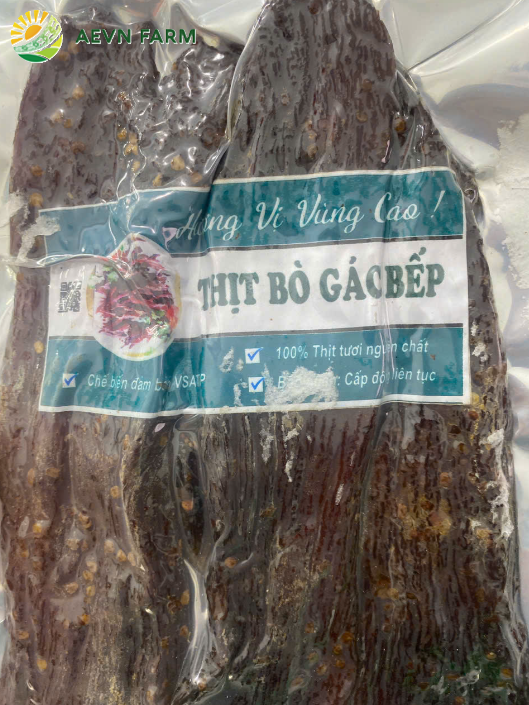 AEVN FARM
Hương Vị Vùng Cao !
THỊT BÒ GÁC BẾP
100% Thịt tươi nguyên chất
Chế biến đảm bảo VSATP
Cấp đông liên tục